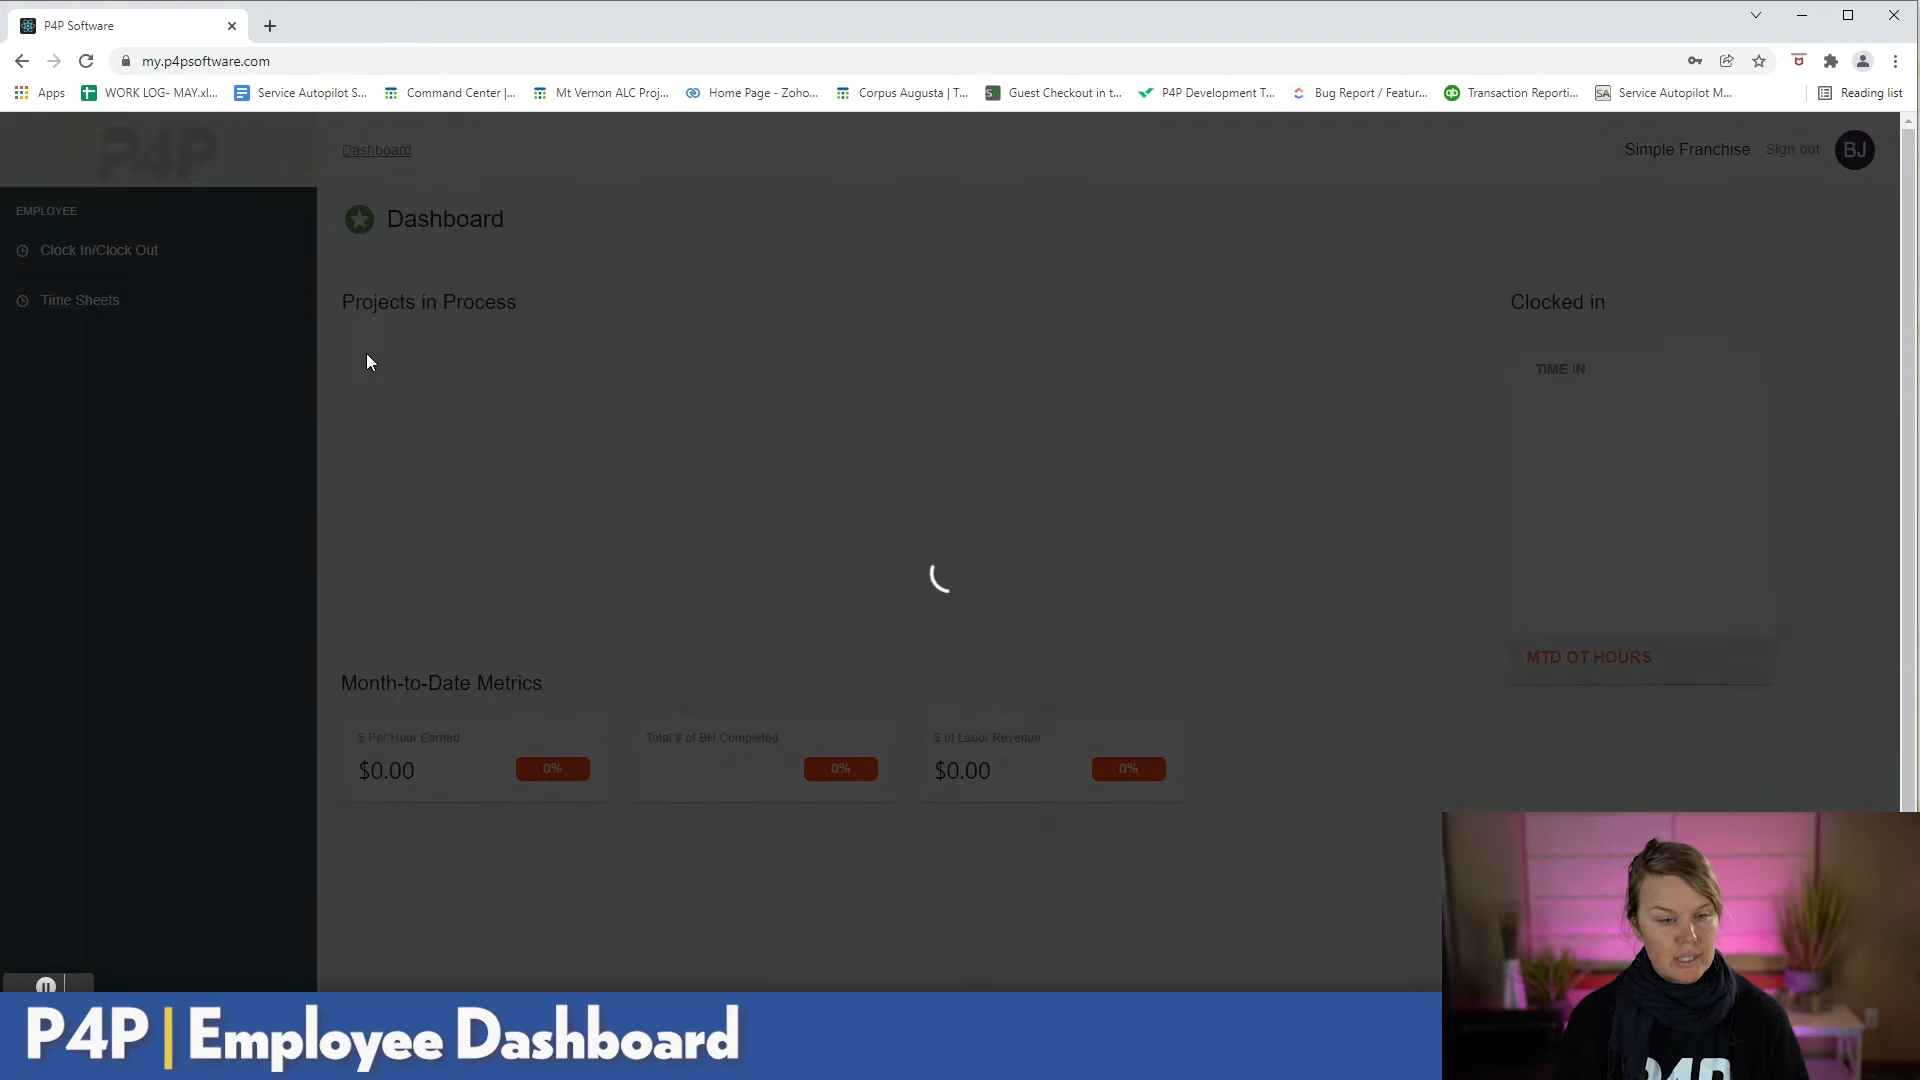 P4P Software
my.p4psoftware.com
Apps
WORK LOG- MAY.xl...
Service Autopilot S...
Command Center |...
Mt Vernon ALC Proj...
Home Page - Zoho...
Corpus Augusta | T...
Guest Checkout in t...
P4P Development T...
Bug Report / Featur...
Transaction Reporti...
Service Autopilot M...
Reading list
P4P
Dashboard
Simple Franchise
Sign out
BJ
EMPLOYEE
Clock In/Clock Out
Time Sheets
Dashboard
Projects in Process
Clocked in
TIME IN
MTD OT HOURS
Month-to-Date Metrics
$ Per Hour Earned
$0.00
0%
Total # of BH Completed
0%
$ of Labor Revenue
$0.00
0%
P4P | Employee Dashboard
P4P